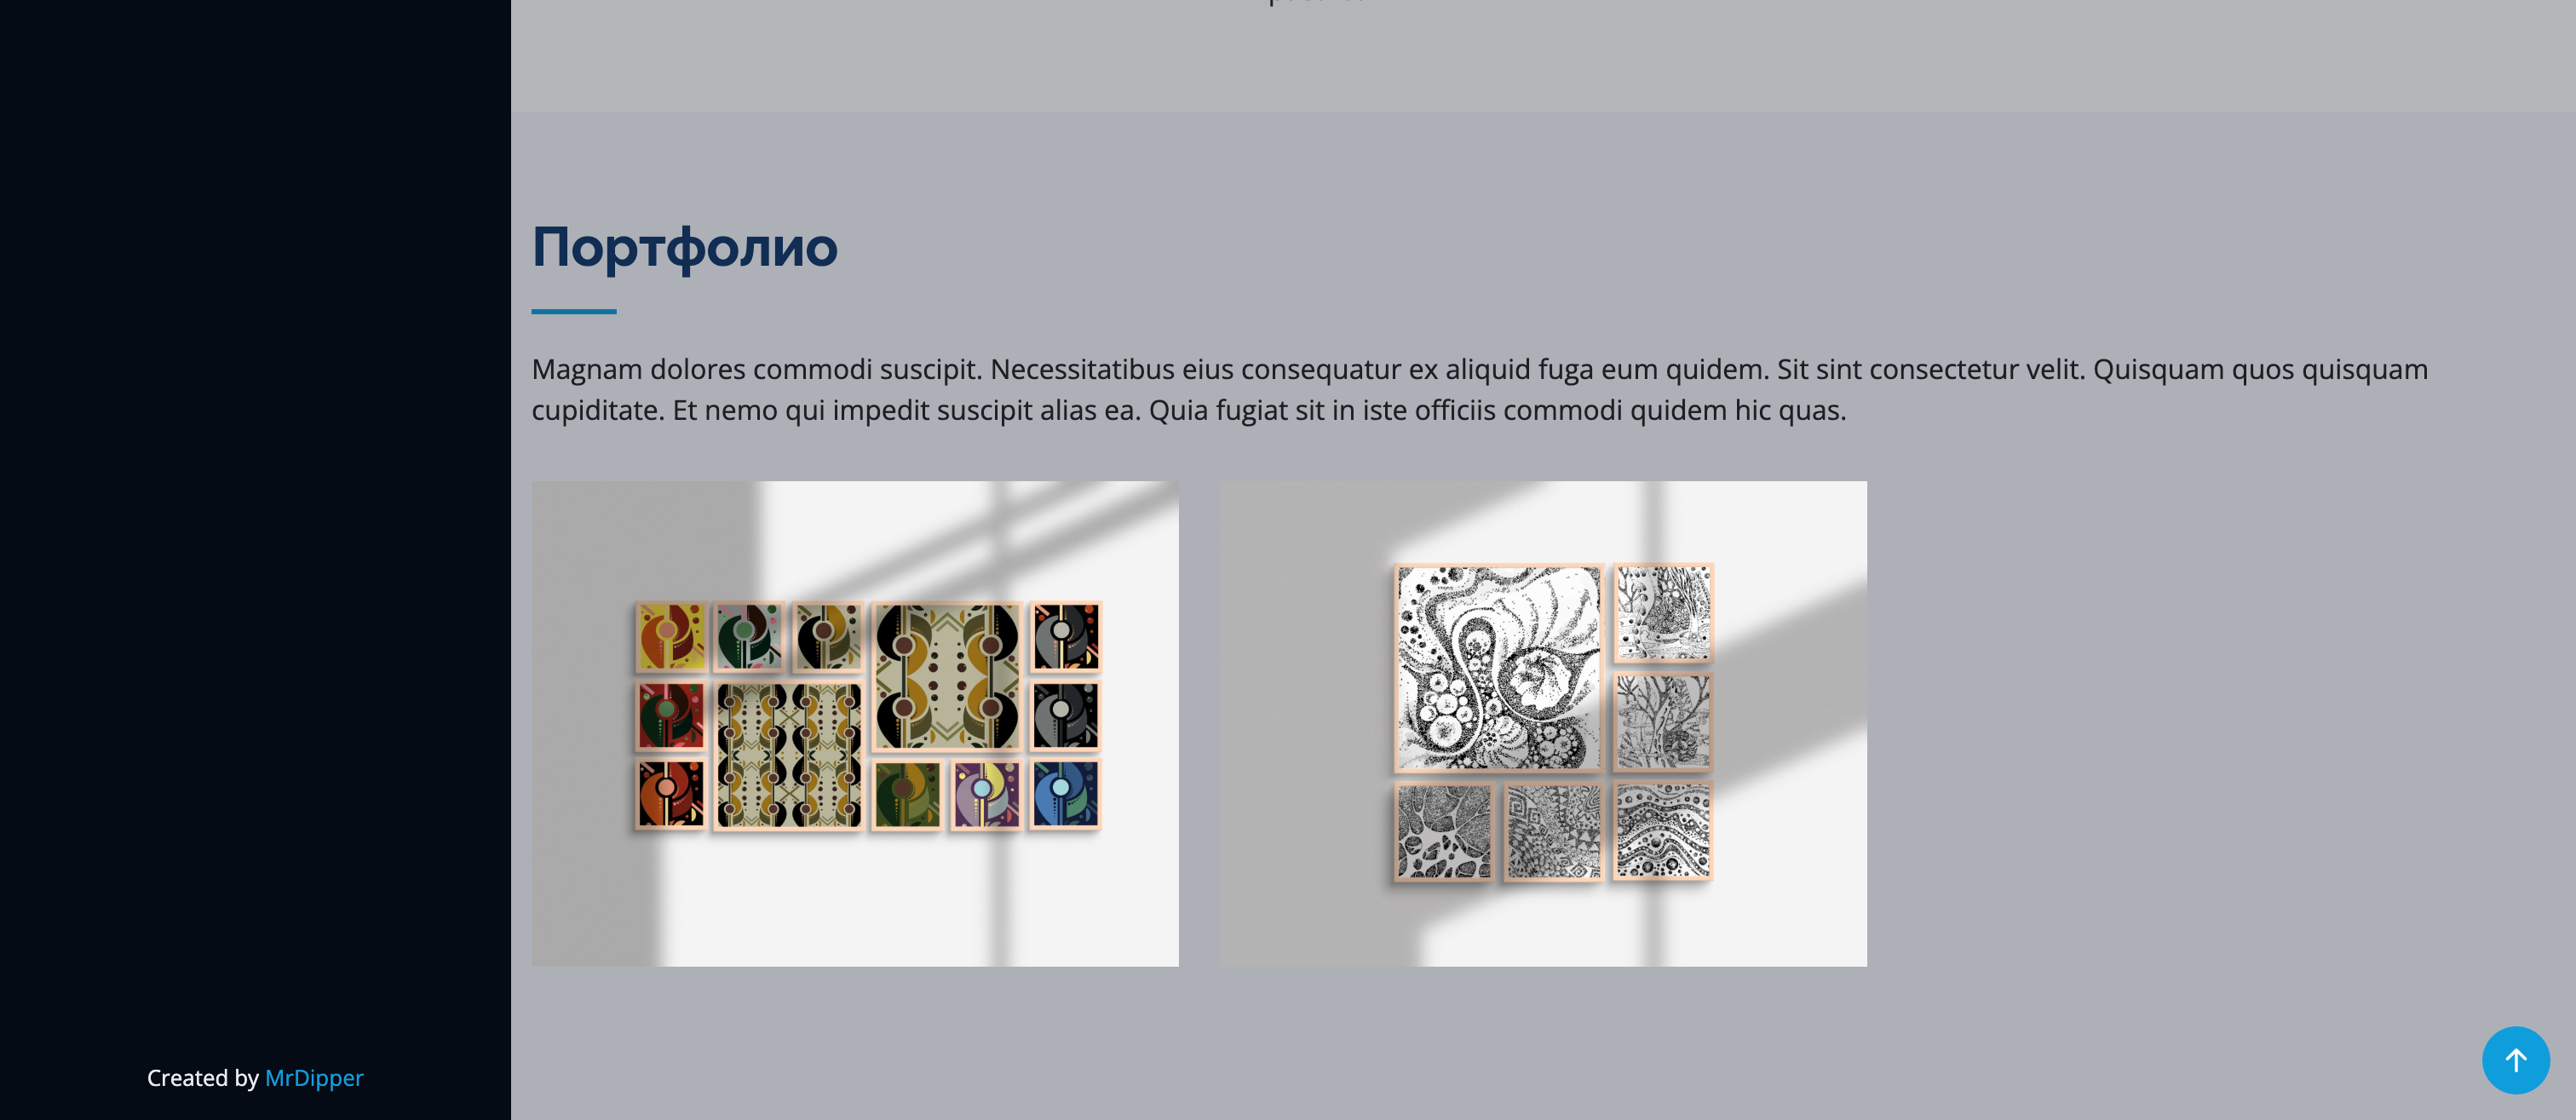 Портфолио
Magnam dolores commodi suscipit. Necessitatibus eius consequatur ex aliquid fuga eum quidem. Sit sint consectetur velit. Quisquam quos quisquam
cupiditate. Et nemo qui impedit suscipit alias ea. Quia fugiat sit in iste officiis commodi quidem hic quas.
Created by MrDipper